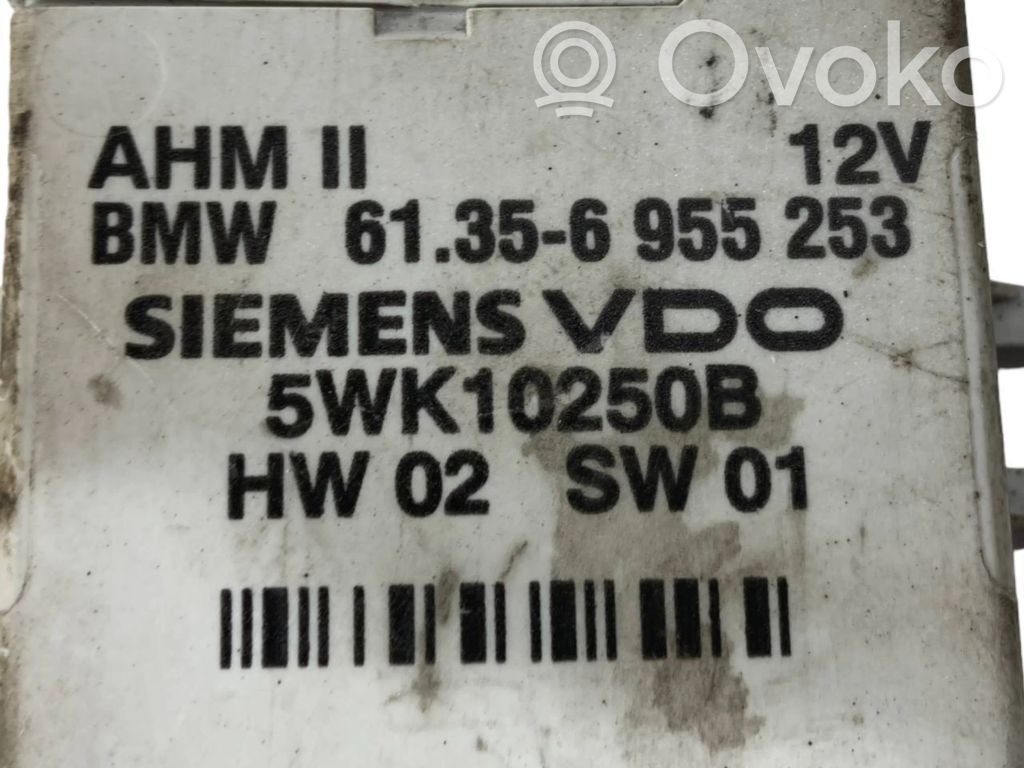 Ovoko
AHM II 12V
BMW 61.35-6 955 253
SIEMENS VDO
5WK10250B
HW 02 SW 01